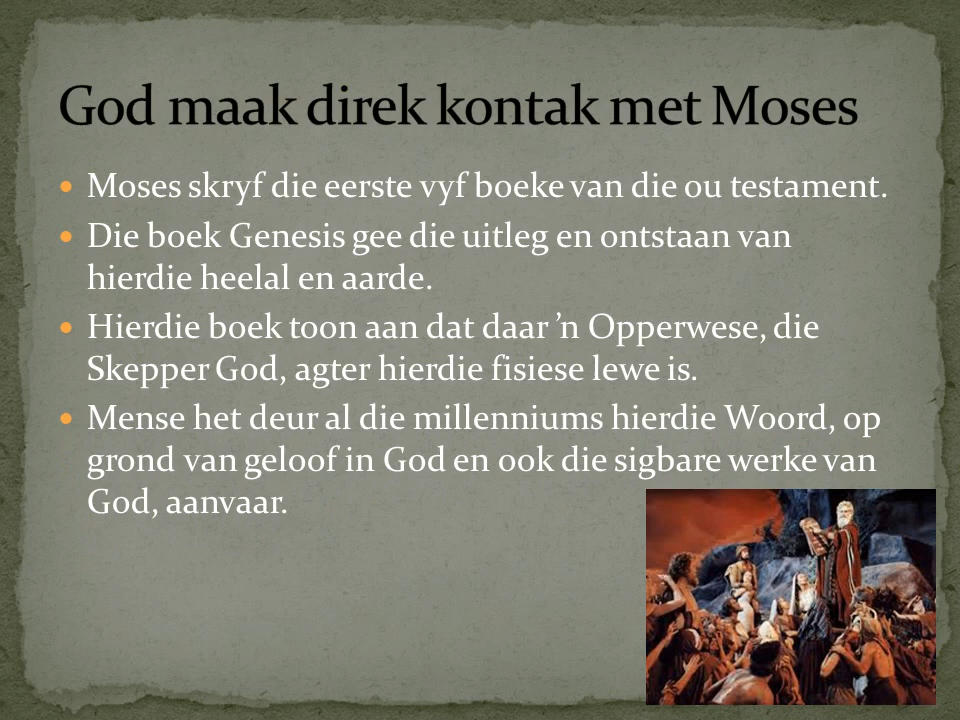 God maak direk kontak met Moses
Moses skryf die eerste vyf boeke van die ou testament.
Die boek Genesis gee die uitleg en ontstaan van
hierdie heelal en aarde.
Hierdie boek toon aan dat daar ’n Opperwese, die
Skepper God, agter hierdie fisiese lewe is.
Mense het deur al die millenniums hierdie Woord, op
grond van geloof in God en ook die sigbare werke van
God, aanvaar.